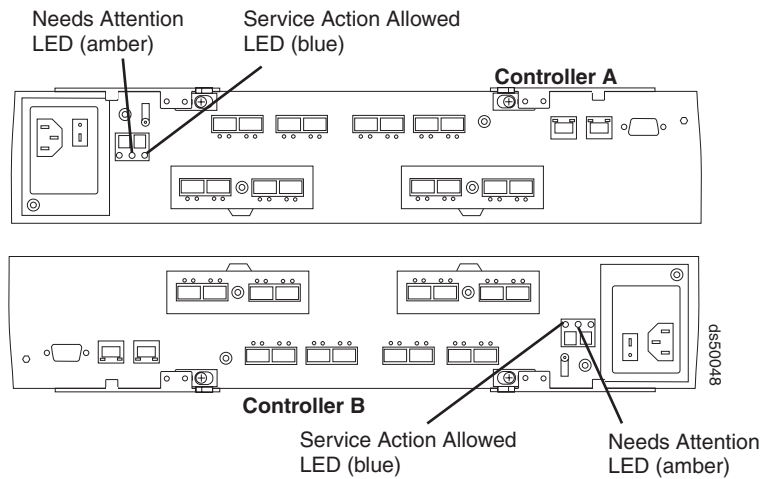 Needs Attention
LED (amber)
Service Action Allowed
LED (blue)
Controller A
ds50048
Controller B
Service Action Allowed
LED (blue)
Needs Attention
LED (amber)